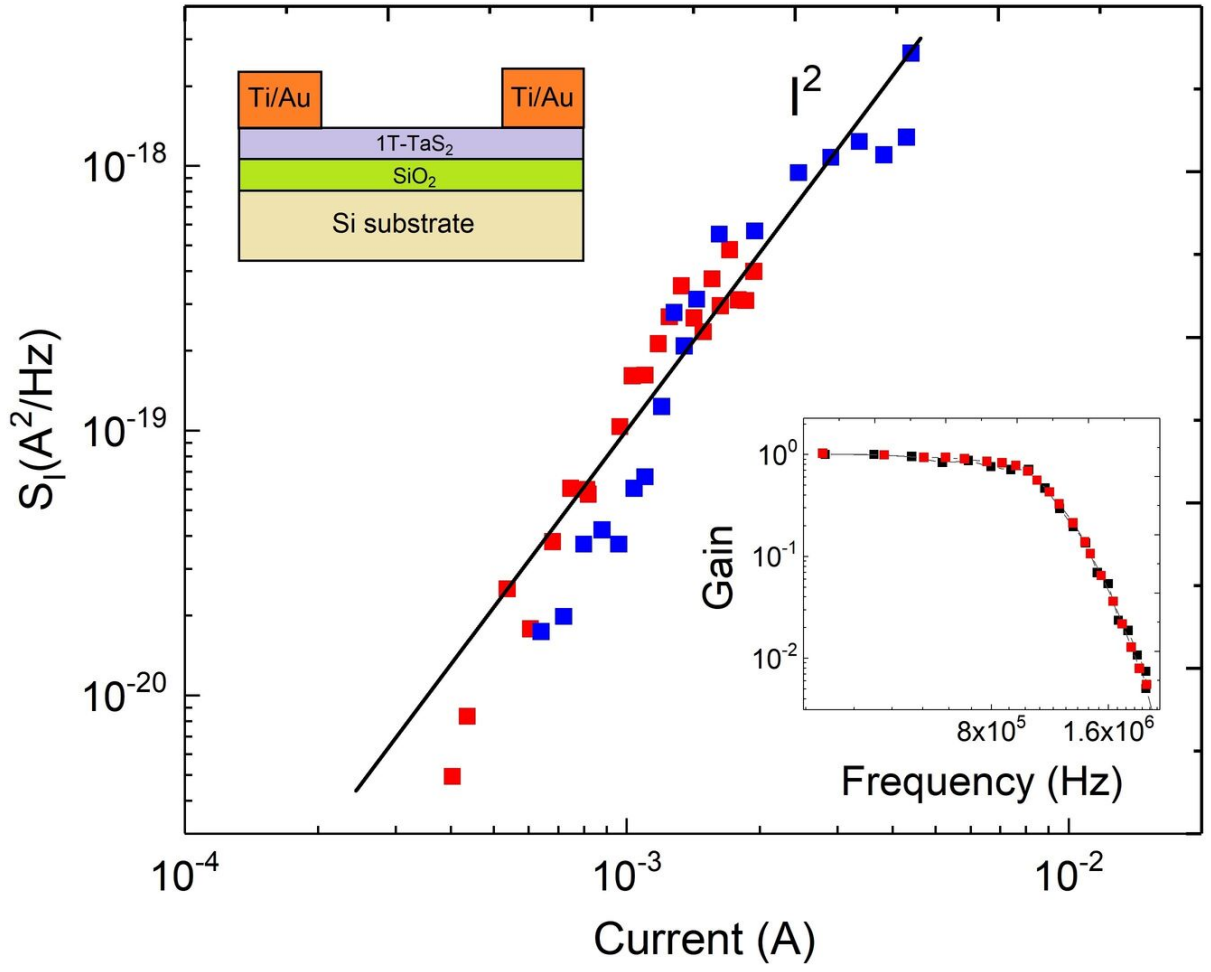 Ti/Au
Ti/Au
1T-TaS₂
SiO₂
Si substrate
I²
10⁻¹⁸
10⁻¹⁹
10⁻²⁰
S_I(A²/Hz)
10⁻⁴
10⁻³
10⁻²
Current (A)
10⁰
10⁻¹
10⁻²
Gain
8x10⁵
1.6x10⁶
Frequency (Hz)